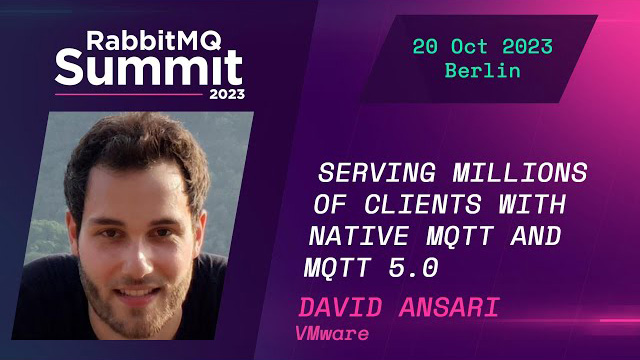 RabbitMQ
Summit
2023
20 Oct 2023
Berlin
SERVING MILLIONS
OF CLIENTS WITH
NATIVE MQTT AND
MQTT 5.0
DAVID ANSARI
VMware